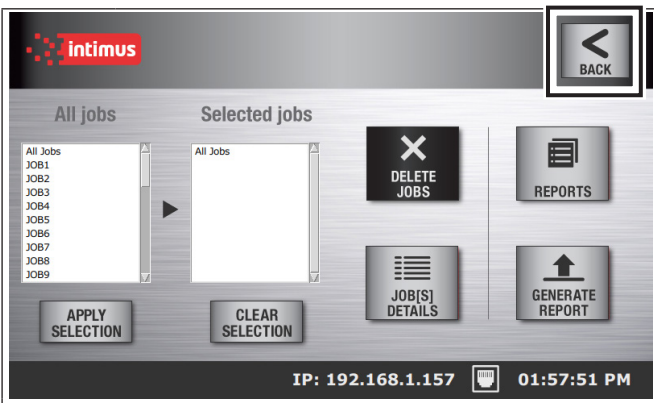 intimus
BACK
All jobs
Selected jobs
All Jobs
JOB1
JOB2
JOB3
JOB4
JOB5
JOB6
JOB7
JOB8
JOB9
All Jobs
DELETE
JOBS
REPORTS
APPLY
SELECTION
CLEAR
SELECTION
JOB[S]
DETAILS
GENERATE
REPORT
IP: 192.168.1.157
01:57:51 PM